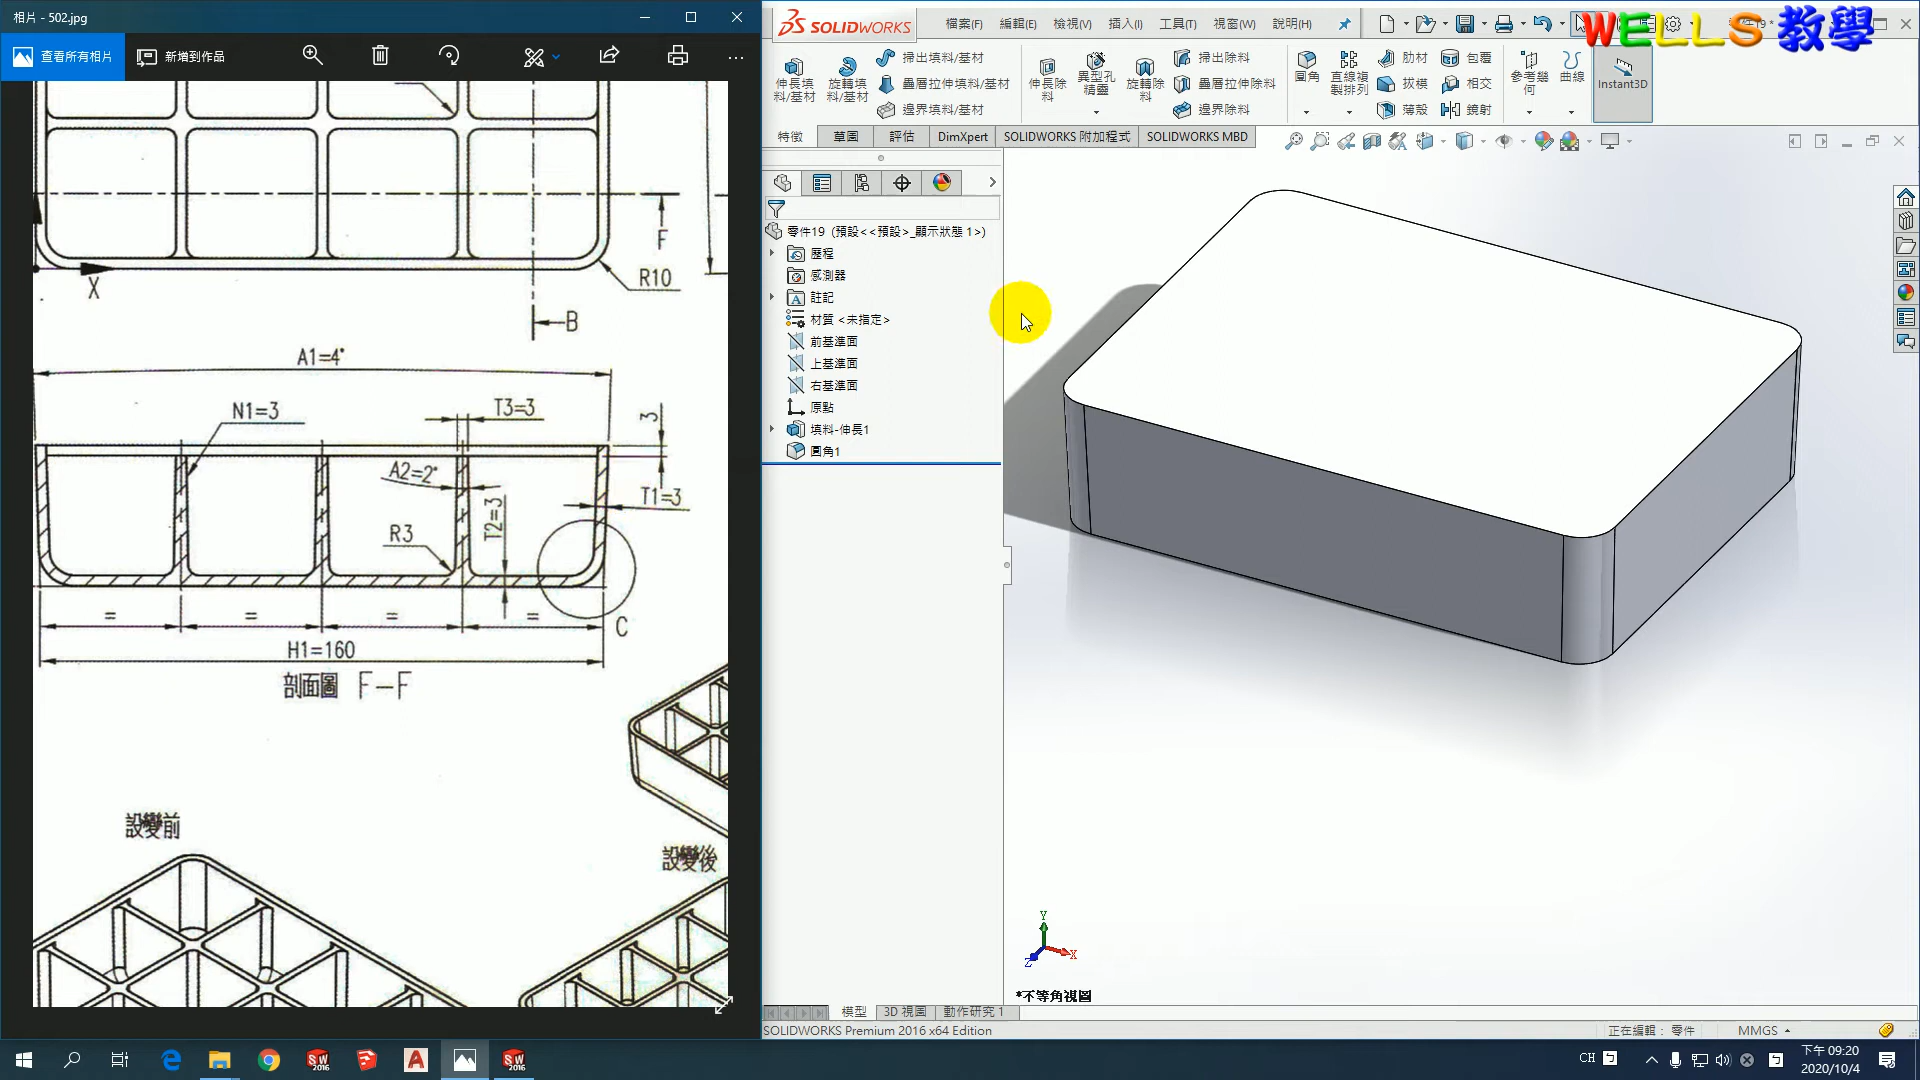 相片 - 502.jpg
查看所有相片
新增到作品
F
X
R10
B
A1=4°
N1=3
T3=3
3
A2=2°
T1=3
T2=3
R3
=
=
=
=
C
H1=160
剖面圖 F-F
設變前
設變後
SOLIDWORKS
檔案(F)
編輯(E)
檢視(V)
插入(I)
工具(T)
視窗(W)
說明(H)
WELLS 教學
伸長填
料/基材
旋轉填
料/基材
掃出填料/基材
疊層拉伸填料/基材
邊界填料/基材
伸長除
料
異型孔
精靈
旋轉除
料
掃出除料
疊層拉伸除料
邊界除料
圓角
直線複
製排列
肋材
拔模
薄殼
包覆
相交
鏡射
參考幾
何
曲線
Instant3D
特徵
草圖
評估
DimXpert
SOLIDWORKS 附加程式
SOLIDWORKS MBD
零件19 (預設<<預設>_顯示狀態 1>)
歷程
感測器
註記
材質 <未指定>
前基準面
上基準面
右基準面
原點
填料-伸長1
圓角1
Y
X
Z
*不等角視圖
模型
3D 視圖
動作研究 1
SOLIDWORKS Premium 2016 x64 Edition
正在編輯： 零件
MMGS
CH
下午 09:20
2020/10/4